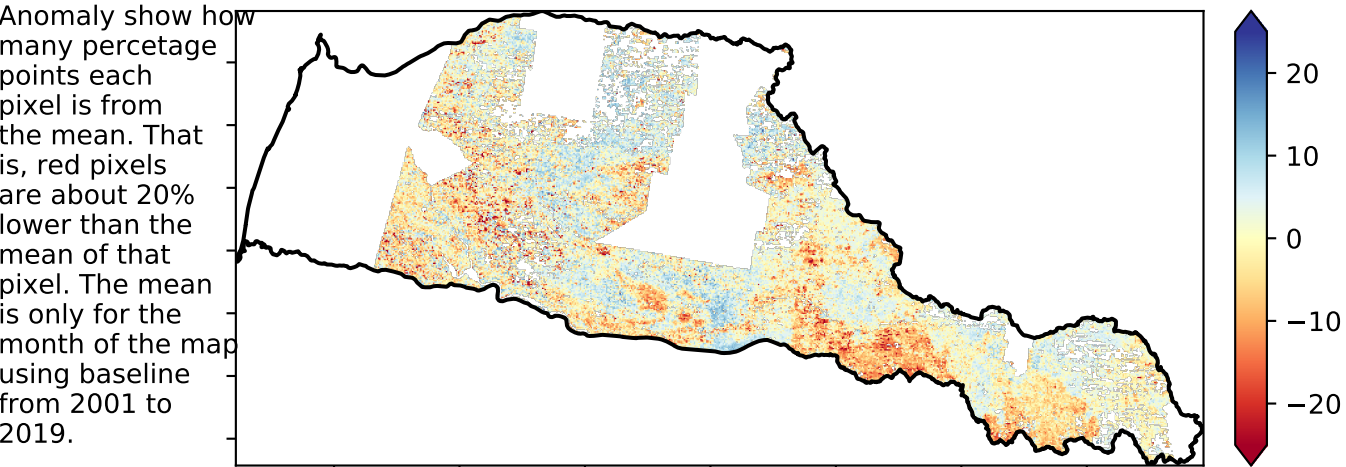 Anomaly show how
many percetage
points each
pixel is from
the mean. That
is, red pixels
are about 20%
lower than the
mean of that
pixel. The mean
is only for the
month of the map
using baseline
from 2001 to
2019.
20
10
0
−10
−20